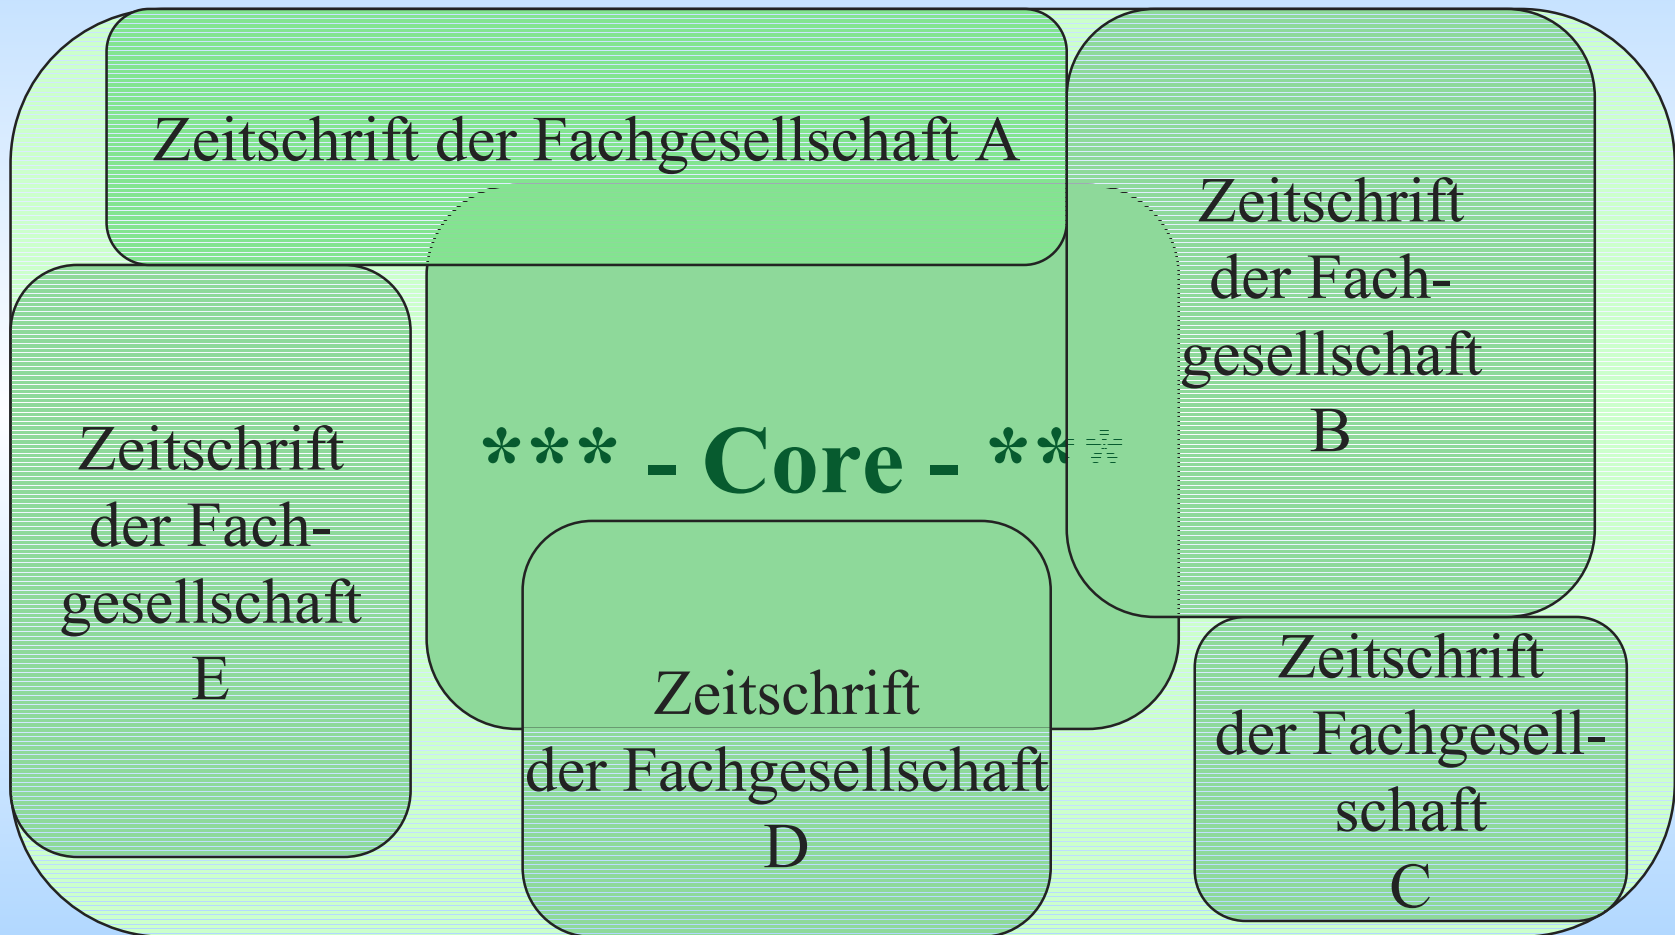 Zeitschrift der Fachgesellschaft A
Zeitschrift
der Fach-
gesellschaft
B
*** - Core - ***
Zeitschrift
der Fach-
gesellschaft
E
Zeitschrift
der Fachgesellschaft
D
Zeitschrift
der Fachgesell-
schaft
C